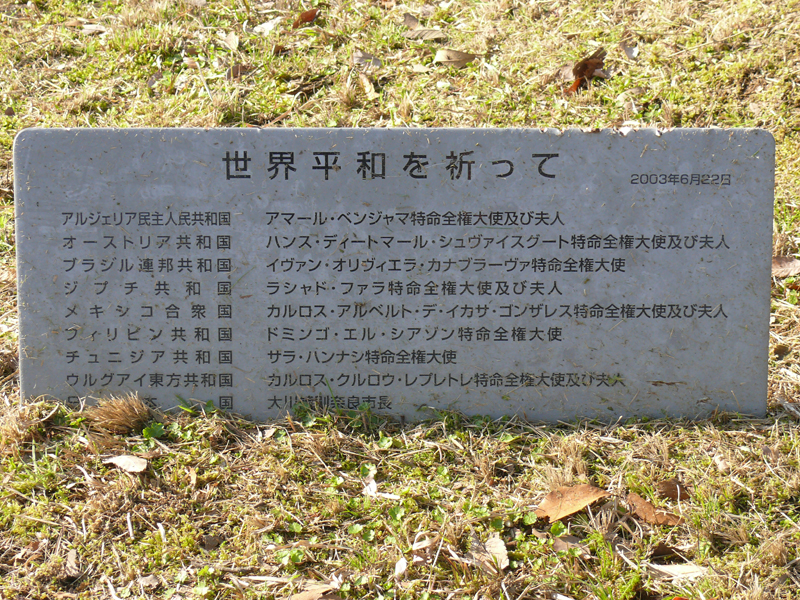 世界平和を祈って
2003年6月22日
アルジェリア民主人民共和国 アマール・ベンジャマ特命全権大使及び夫人
オーストリア共和国 ハンス・ディートマール・シュヴァイスグート特命全権大使及び夫人
ブラジル連邦共和国 イヴァン・オリヴィエラ・カナブラーヴァ特命全権大使
ジプチ共和国 ラシャド・ファラ特命全権大使及び夫人
メキシコ合衆国 カルロス・アルベルト・デ・イカサ・ゴンザレス特命全権大使及び夫人
フィリピン共和国 ドミンゴ・エル・シアゾン特命全権大使
チュニジア共和国 サラ・ハンナシ特命全権大使
ウルグアイ東方共和国 カルロス・クルロウ・レプレトレ特命全権大使及び夫人
国 大川 奈良市長